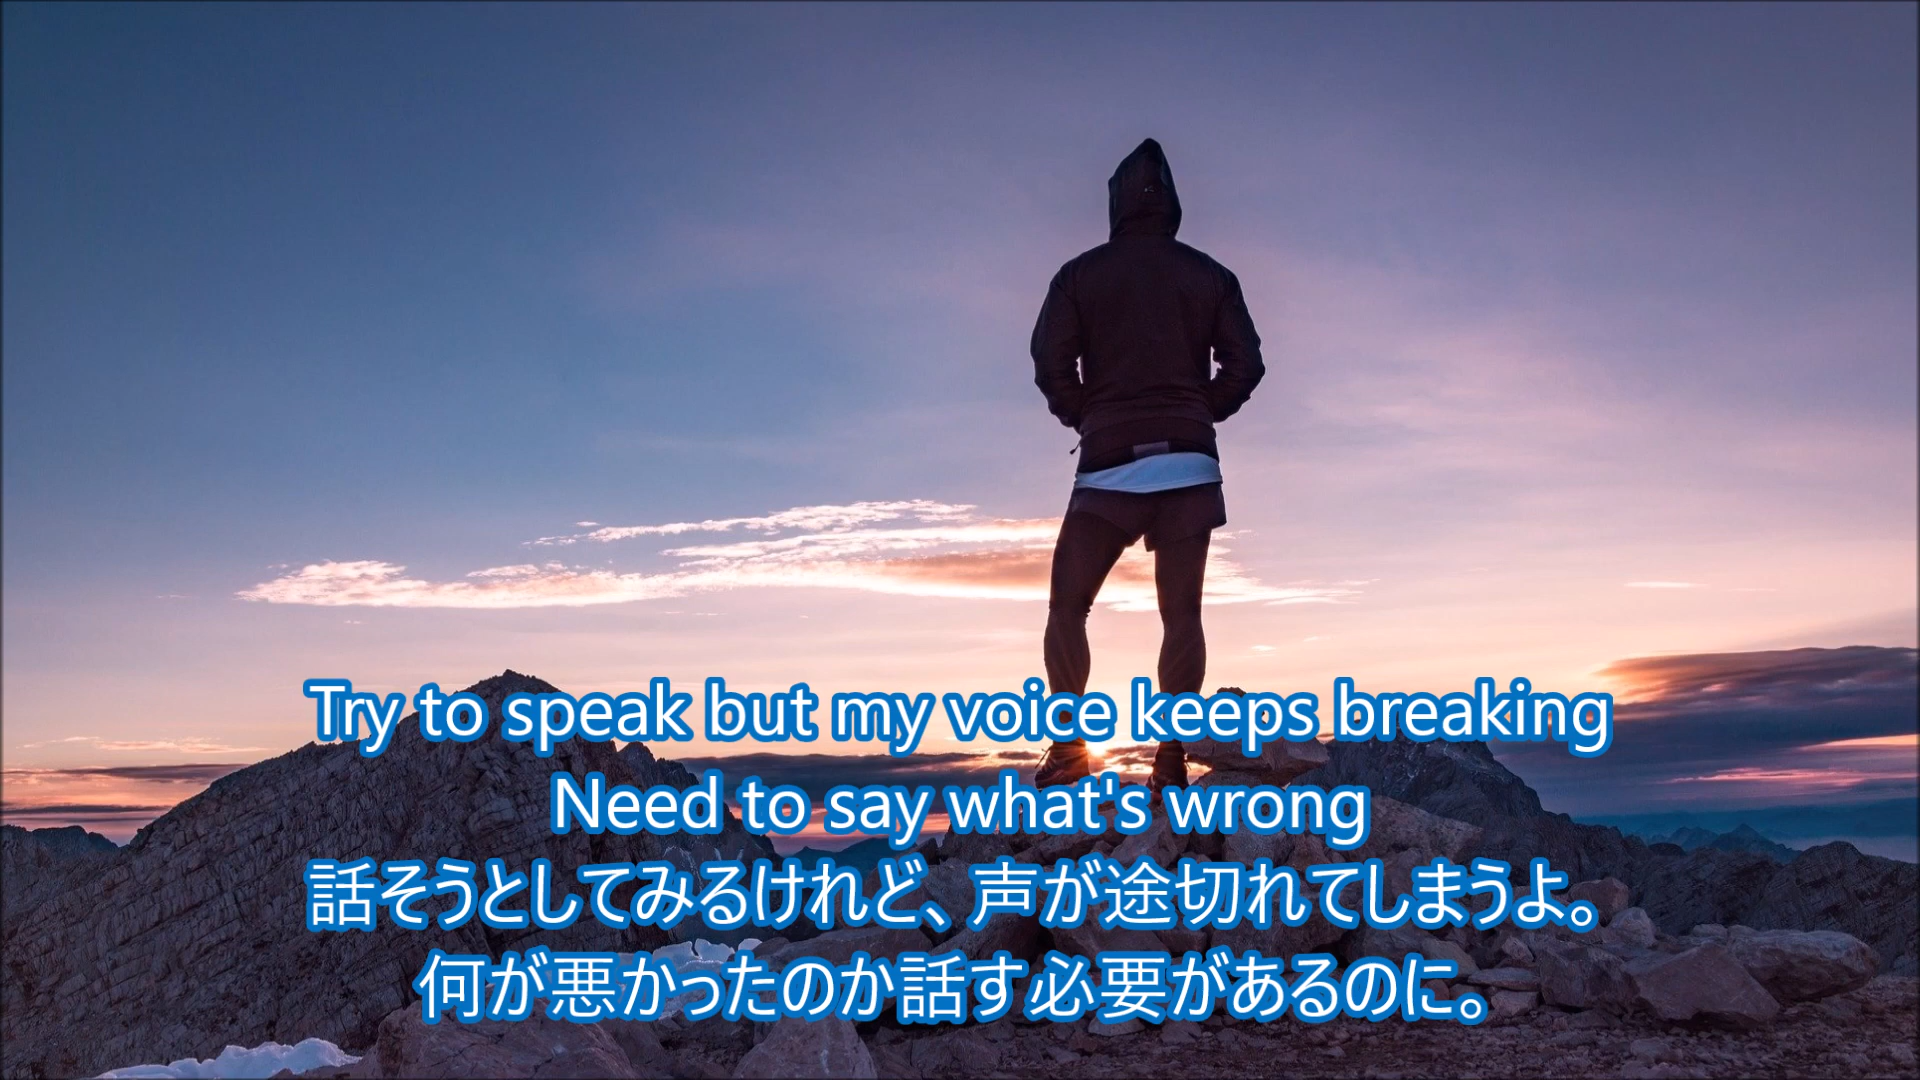 Try to speak but my voice keeps breaking
Need to say what's wrong
話そうとしてみるけれど、声が途切れてしまうよ。
何が悪かったのか話す必要があるのに。